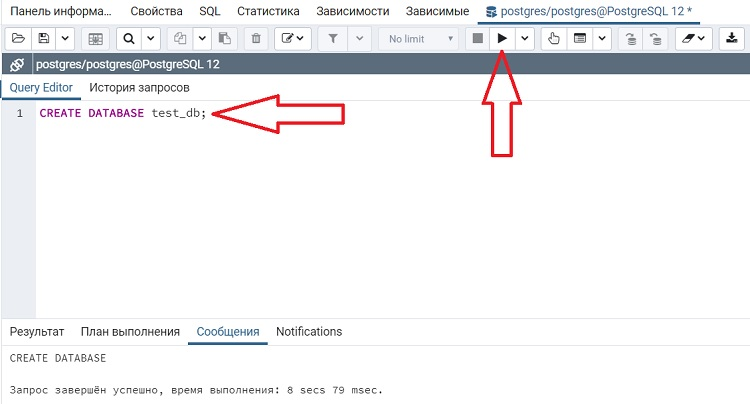 Панель информа... Свойства SQL Статистика Зависимости Зависимые postgres/postgres@PostgreSQL 12 *
No limit
postgres/postgres@PostgreSQL 12
Query Editor История запросов
1 CREATE DATABASE test_db;
Результат План выполнения Сообщения Notifications
CREATE DATABASE
Запрос завершён успешно, время выполнения: 8 secs 79 msec.